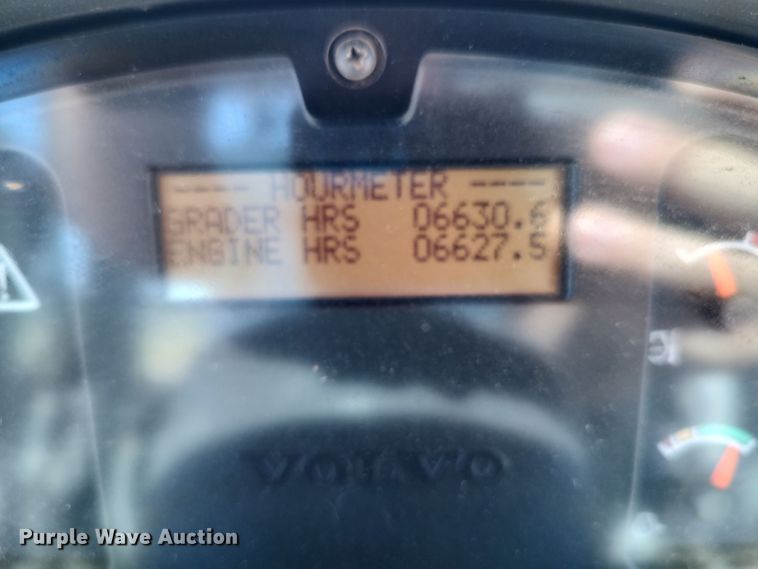 ---- HOURMETER ----
GRADER HRS 06630.6
ENGINE HRS 06627.5
VOLVO
Purple Wave Auction